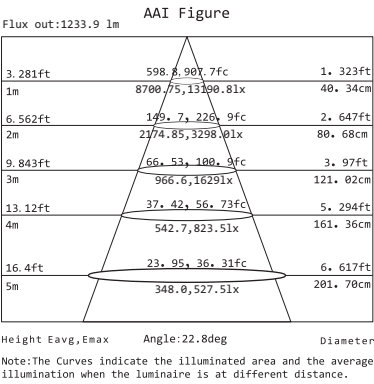 AAI Figure
Flux out:1233.9 lm
3. 281ft 598.8,907.7fc 1. 323ft
1m 8700.75,13190.8lx 40. 34cm
6.562ft 149. 7, 226. 9fc 2. 647ft
2m 2174.85,3298.0lx 80. 68cm
9.843ft 66. 53, 100. 9fc 3. 97ft
3m 966.6,1629lx 121. 02cm
13.12ft 37. 42, 56. 73fc 5. 294ft
4m 542.7,823.5lx 161. 36cm
16.4ft 23. 95, 36. 31fc 6. 617ft
5m 348.0,527.5lx 201. 70cm
Height Eavg,Emax Angle:22.8deg Diameter
Note:The Curves indicate the illuminated area and the average
illumination when the luminaire is at different distance.